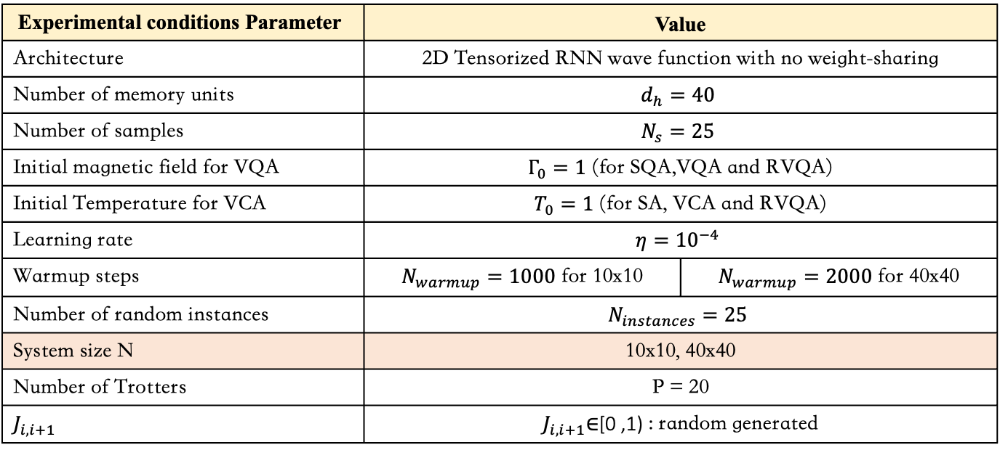 Experimental conditions Parameter Value
Architecture 2D Tensorized RNN wave function with no weight-sharing
Number of memory units d_h = 40
Number of samples N_s = 25
Initial magnetic field for VQA Γ_0 = 1 (for SQA,VQA and RVQA)
Initial Temperature for VCA T_0 = 1 (for SA, VCA and RVQA)
Learning rate η = 10^{-4}
Warmup steps N_{warmup} = 1000 for 10x10 N_{warmup} = 2000 for 40x40
Number of random instances N_{instances} = 25
System size N 10x10, 40x40
Number of Trotters P = 20
J_{i,i+1} J_{i,i+1}∈[0 ,1) : random generated